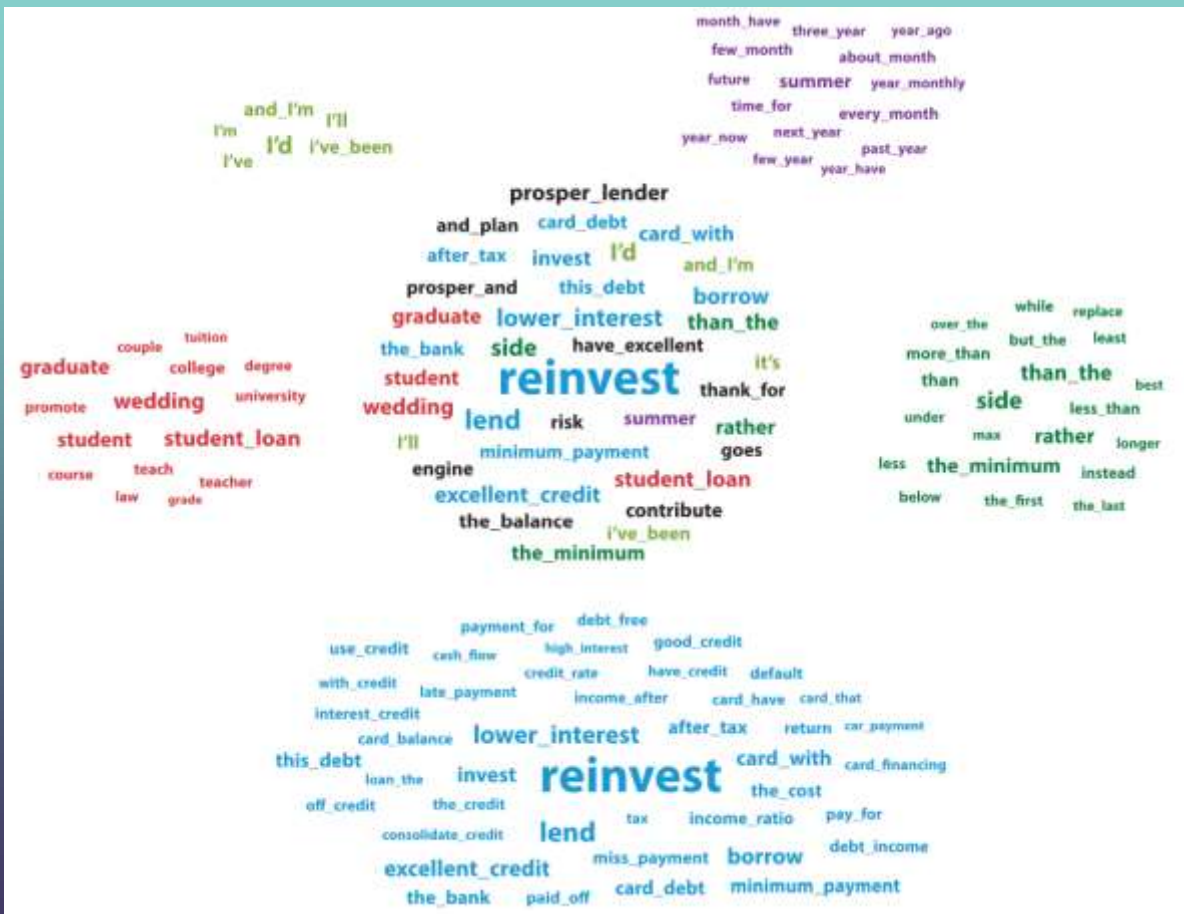 month_have three_year year_ago
few_month about_month
future summer year_monthly
time_for every_month
year_now next_year past_year
few_year year_have
and_I'm I'll
I'm I'd i've_been
I've
prosper_lender
and_plan card_debt card_with
after_tax invest I'd and_I'm
prosper_and this_debt borrow
graduate lower_interest than_the
the_bank side have_excellent it's
student reinvest thank_for
wedding lend risk summer rather
I'll minimum_payment goes
engine student_loan
excellent_credit contribute
the_balance i've_been
the_minimum
couple tuition
graduate college degree
promote wedding university
student student_loan
course teach teacher
law grade
while replace
over_the but_the least
more_than than_the
than best
side less_than
under max rather longer
less the_minimum instead
below the_first the_last
payment_for debt_free
use_credit cash_flow high_interest good_credit
with_credit credit_rate have_credit default
late_payment income_after card_have card_that
interest_credit
card_balance lower_interest after_tax return car_payment
this_debt loan_the invest reinvest card_with card_financing
off_credit the_credit the_cost
consolidate_credit lend tax income_ratio pay_for
excellent_credit miss_payment borrow debt_income
the_bank paid_off card_debt minimum_payment